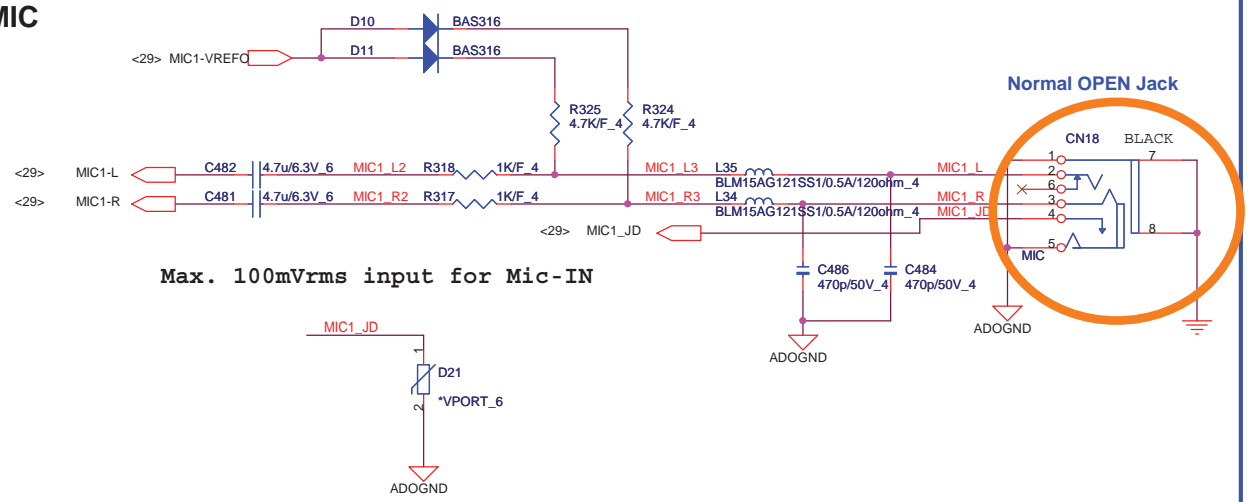 MIC
D10 BAS316
D11 BAS316
<29> MIC1-VREFO
Normal OPEN Jack
R325 R324
4.7K/F_4 4.7K/F_4
CN18 BLACK
1 7
<29> MIC1-L C482 4.7u/6.3V_6 MIC1_L2 R318 1K/F_4 MIC1_L3 L35 MIC1_L 2
BLM15AG121SS1/0.5A/120ohm_4 6
<29> MIC1-R C481 4.7u/6.3V_6 MIC1_R2 R317 1K/F_4 MIC1_R3 L34 MIC1_R 3
BLM15AG121SS1/0.5A/120ohm_4 MIC1_JD 4
<29> MIC1_JD 8
5
MIC
Max. 100mVrms input for Mic-IN
C486 C484
470p/50V_4 470p/50V_4
ADOGND
MIC1_JD
ADOGND
1
D21
*VPORT_6
2
ADOGND